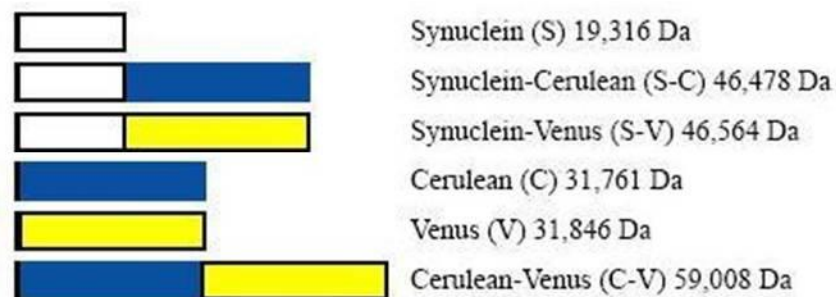 Synuclein (S) 19,316 Da
Synuclein-Cerulean (S-C) 46,478 Da
Synuclein-Venus (S-V) 46,564 Da
Cerulean (C) 31,761 Da
Venus (V) 31,846 Da
Cerulean-Venus (C-V) 59,008 Da